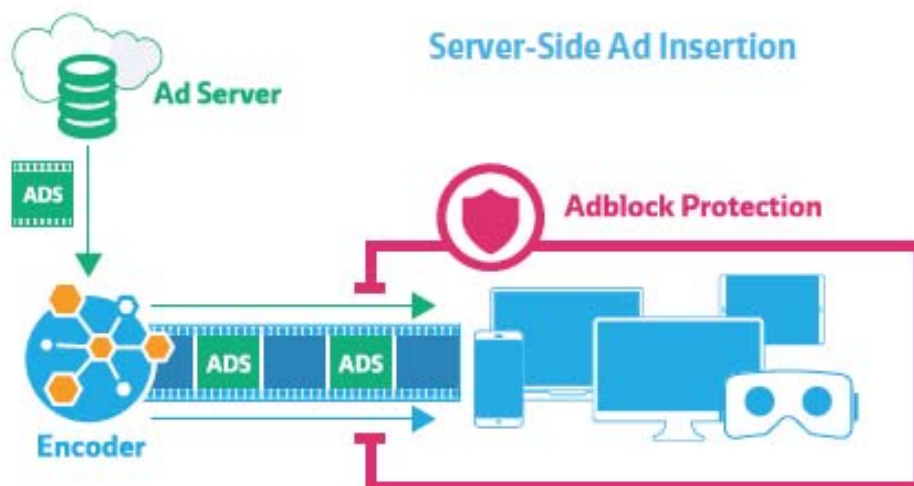 Server-Side Ad Insertion
Ad Server
ADS
Adblock Protection
ADS
ADS
Encoder